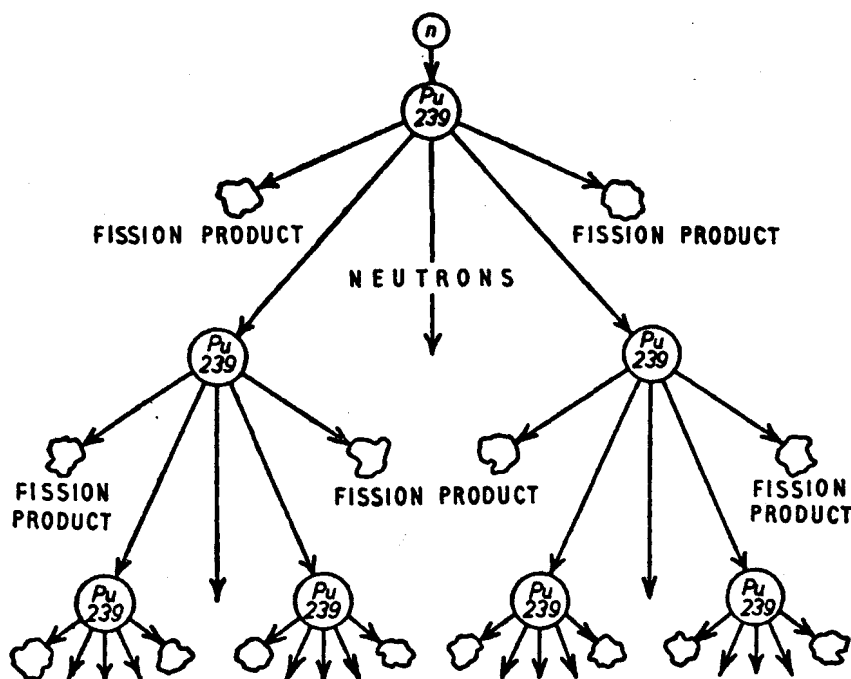 n
Pu
239
FISSION PRODUCT
FISSION PRODUCT
NEUTRONS
Pu
239
Pu
239
FISSION
PRODUCT
FISSION PRODUCT
FISSION
PRODUCT
Pu
239
Pu
239
Pu
239
Pu
239